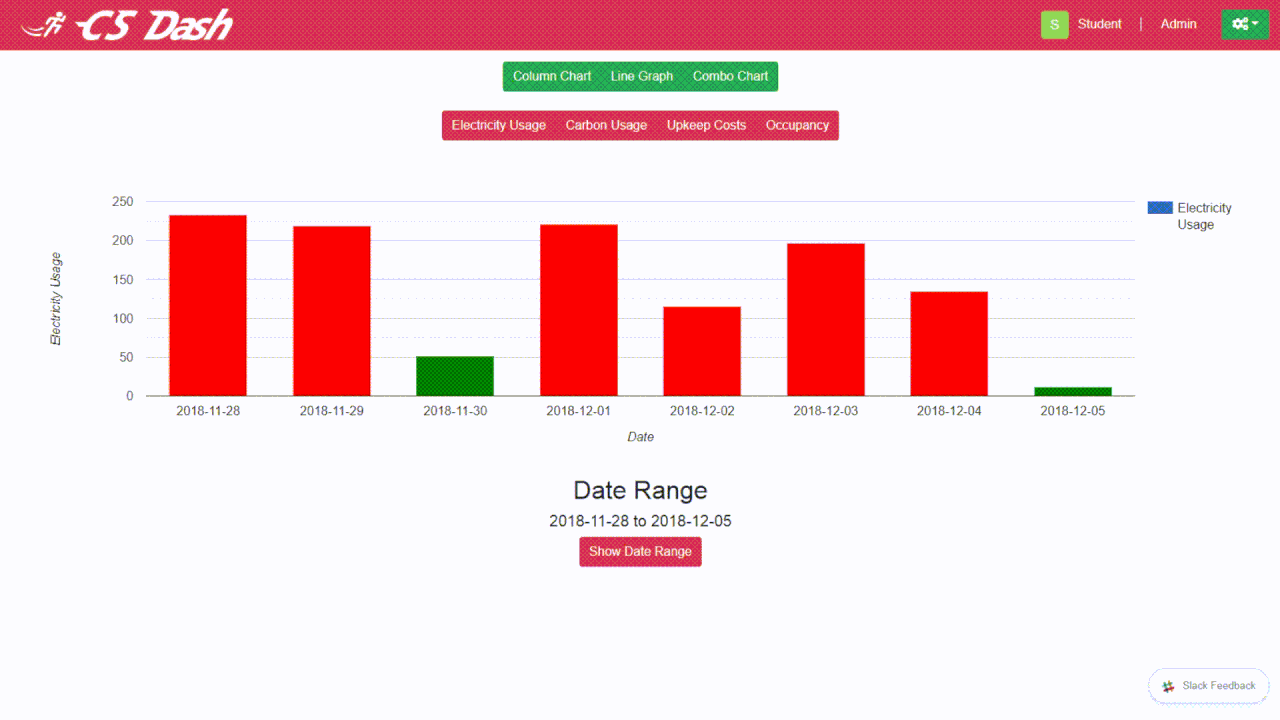 CS Dash
S Student | Admin
Column Chart Line Graph Combo Chart
Electricity Usage Carbon Usage Upkeep Costs Occupancy
250
200
150
100
50
0
Electricity Usage
Electricity
Usage
2018-11-28 2018-11-29 2018-11-30 2018-12-01 2018-12-02 2018-12-03 2018-12-04 2018-12-05
Date
Date Range
2018-11-28 to 2018-12-05
Show Date Range
Slack Feedback